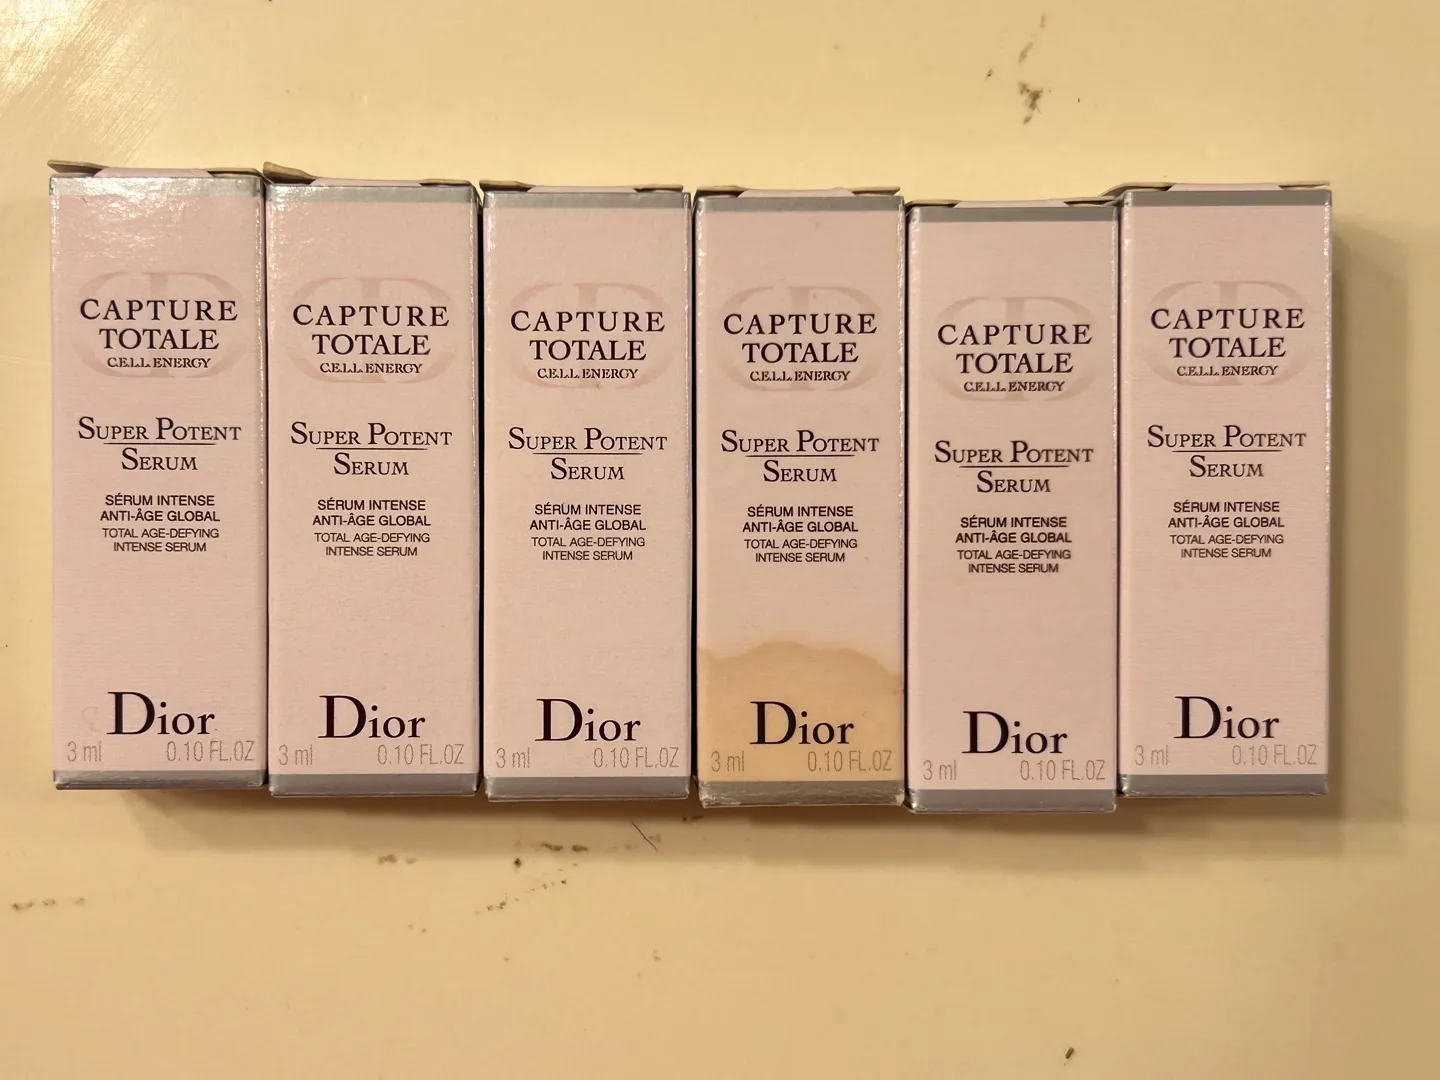 CAPTURE
TOTALE
C.E.L.L. ENERGY
SUPER POTENT
SERUM
SÉRUM INTENSE
ANTI-ÂGE GLOBAL
TOTAL AGE-DEFYING
INTENSE SERUM
Dior
3 ml 0.10 FL.OZ
CAPTURE
TOTALE
C.E.L.L. ENERGY
SUPER POTENT
SERUM
SÉRUM INTENSE
ANTI-ÂGE GLOBAL
TOTAL AGE-DEFYING
INTENSE SERUM
Dior
3 ml 0.10 FL.OZ
CAPTURE
TOTALE
C.E.L.L. ENERGY
SUPER POTENT
SERUM
SÉRUM INTENSE
ANTI-ÂGE GLOBAL
TOTAL AGE-DEFYING
INTENSE SERUM
Dior
3 ml 0.10 FL.OZ
CAPTURE
TOTALE
C.E.L.L. ENERGY
SUPER POTENT
SERUM
SÉRUM INTENSE
ANTI-ÂGE GLOBAL
TOTAL AGE-DEFYING
INTENSE SERUM
Dior
3 ml 0.10 FL.OZ
CAPTURE
TOTALE
C.E.L.L. ENERGY
SUPER POTENT
SERUM
SÉRUM INTENSE
ANTI-ÂGE GLOBAL
TOTAL AGE-DEFYING
INTENSE SERUM
Dior
3 ml 0.10 FL.OZ
CAPTURE
TOTALE
C.E.L.L. ENERGY
SUPER POTENT
SERUM
SÉRUM INTENSE
ANTI-ÂGE GLOBAL
TOTAL AGE-DEFYING
INTENSE SERUM
Dior
3 ml 0.10 FL.OZ